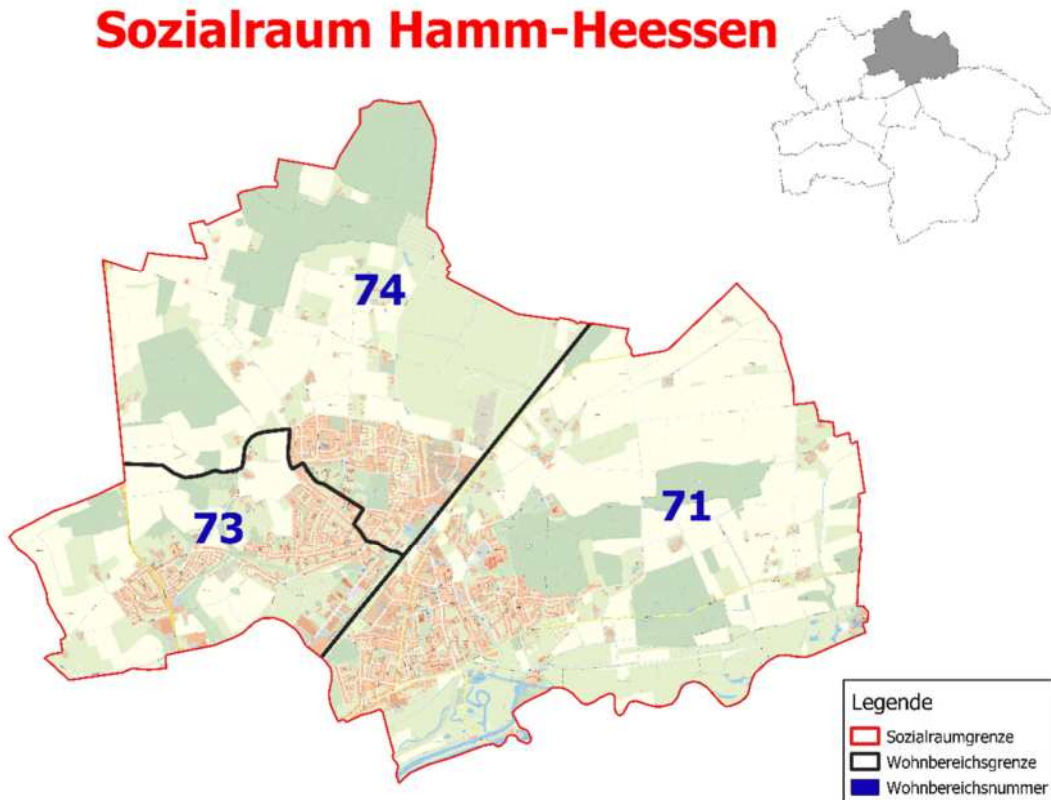 Sozialraum Hamm-Heessen
74
73
71
Legende
Sozialraumgrenze
Wohnbereichsgrenze
Wohnbereichsnummer